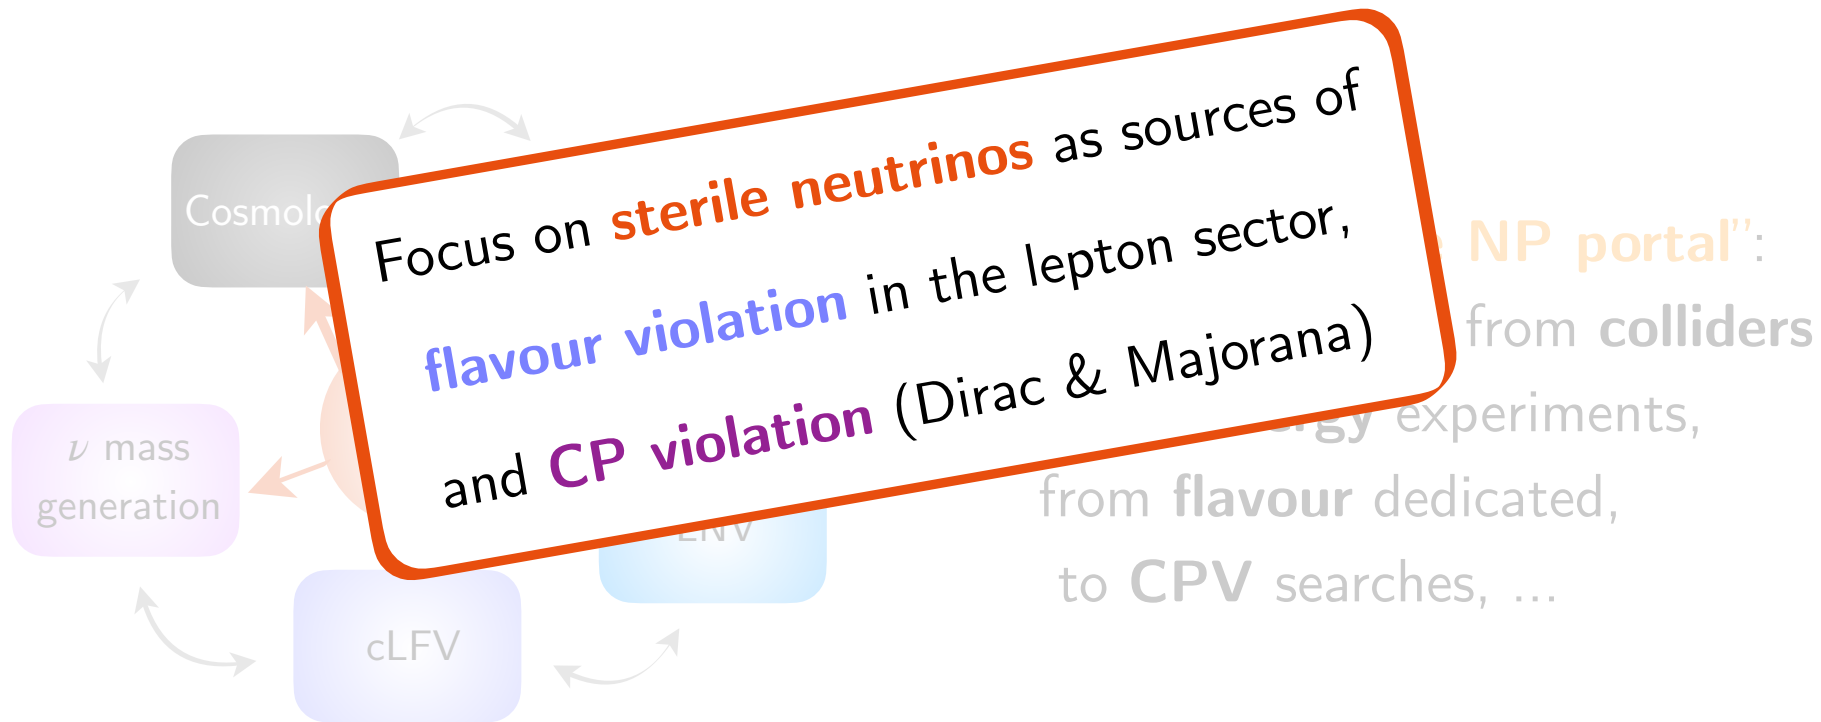 Focus on sterile neutrinos as sources of
flavour violation in the lepton sector,
and CP violation (Dirac & Majorana)
ν mass
generation
cLFV
LNV
NP portal”:
from colliders
experiments,
from flavour dedicated,
to CPV searches, ...